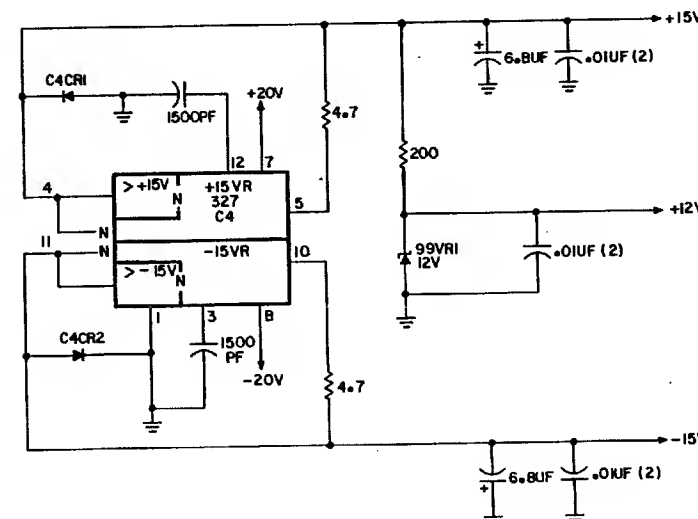 +15V
+
6.8UF
.01UF (2)
C4CR1
1500PF
+20V
4.7
200
12
7
4
>+15V
N
+15VR
327
C4
5
N
+12V
11
N
-15VR
10
>-15V
N
99VR1
12V
.01UF (2)
1
3
8
C4CR2
1500
PF
-20V
4.7
-15V
6.8UF
+
.01UF (2)